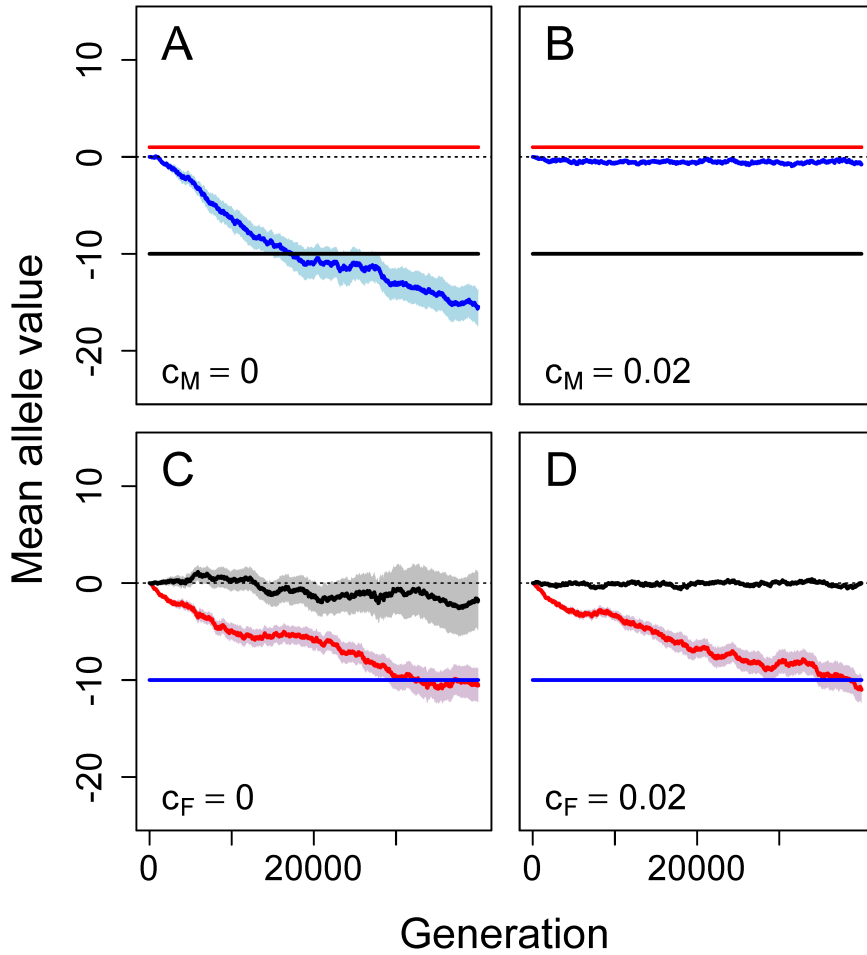 A
B
10
0
-10
-20
c_M = 0
c_M = 0.02
Mean allele value
C
D
10
0
-10
-20
c_F = 0
c_F = 0.02
0
20000
0
20000
Generation